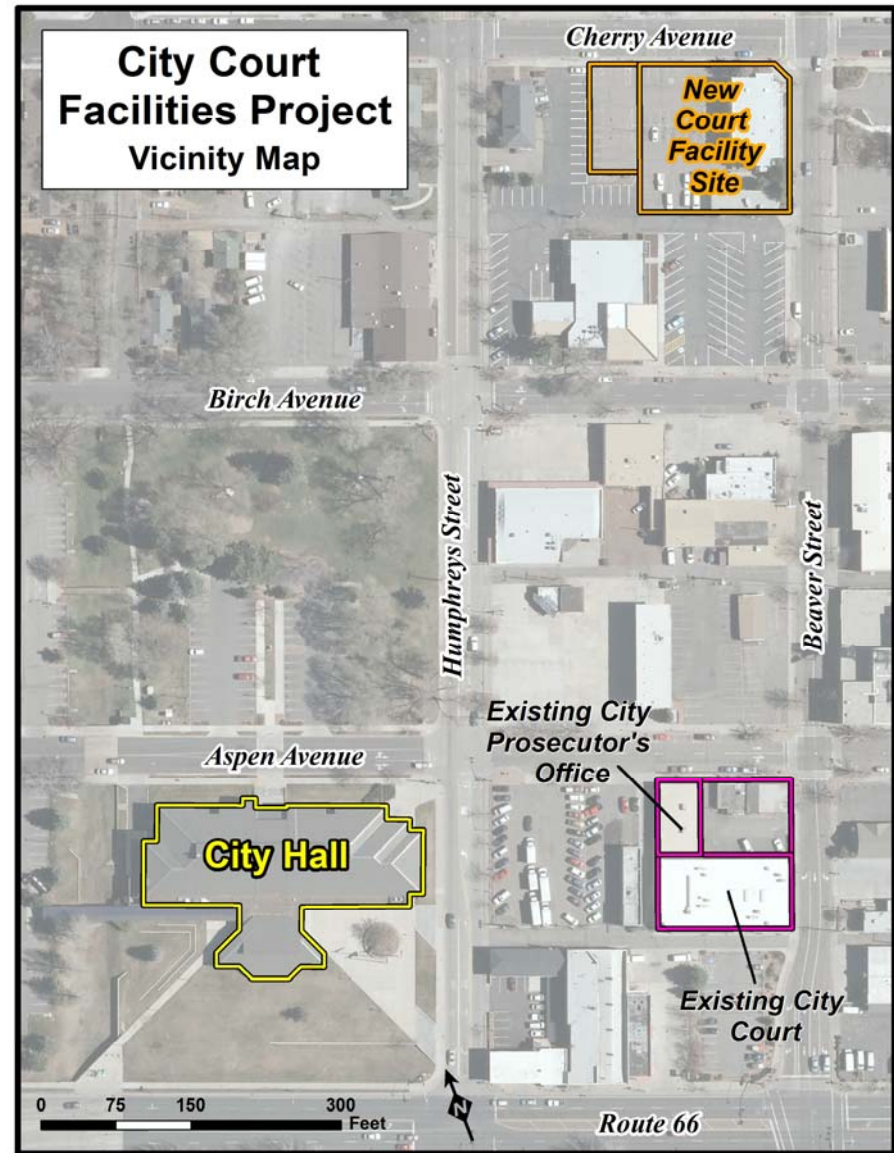 City Court
Facilities Project
Vicinity Map
Cherry Avenue
New
Court
Facility
Site
Birch Avenue
Humphreys Street
Beaver Street
Existing City
Prosecutor's
Office
Aspen Avenue
City Hall
Existing City
Court
0 75 150 300
Feet
N
Route 66